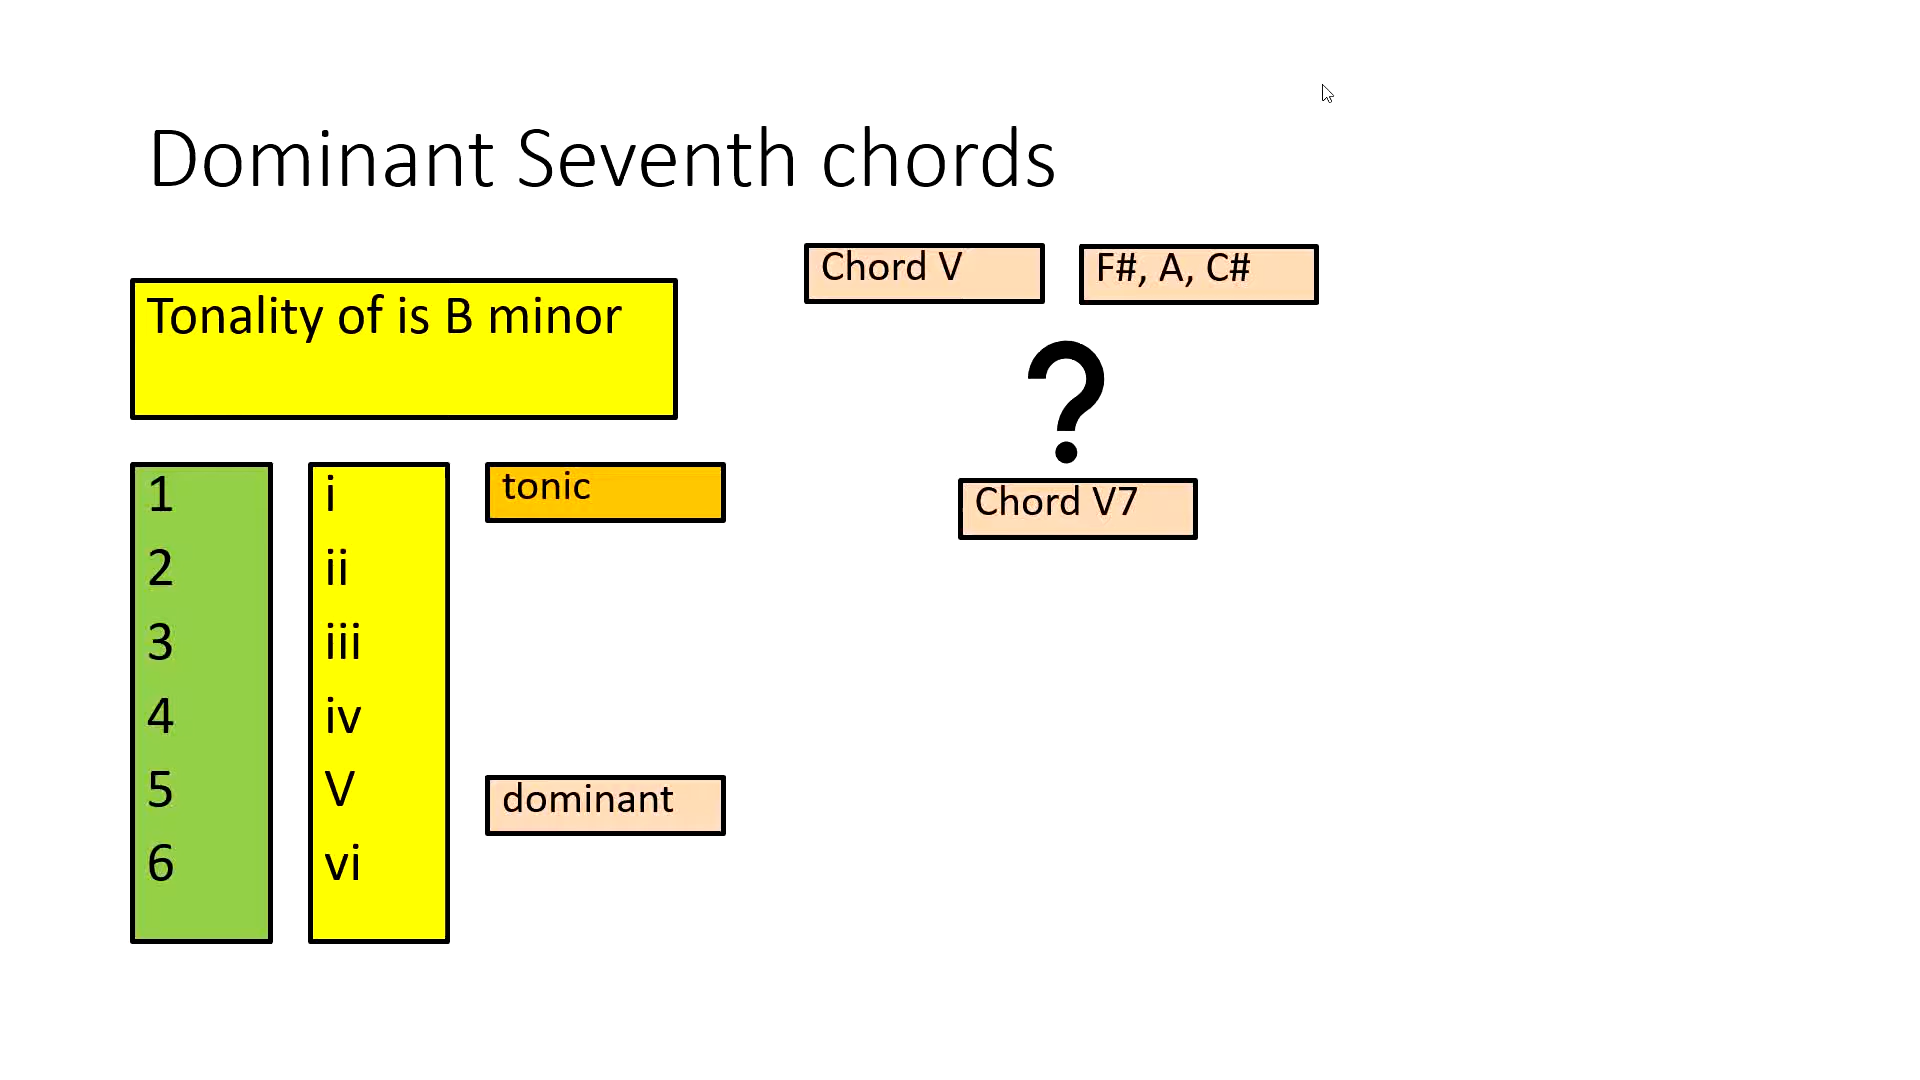 Dominant Seventh chords
Tonality of is B minor
Chord V
F#, A, C#
?
Chord V7
1
2
3
4
5
6
i
ii
iii
iv
V
vi
tonic
dominant